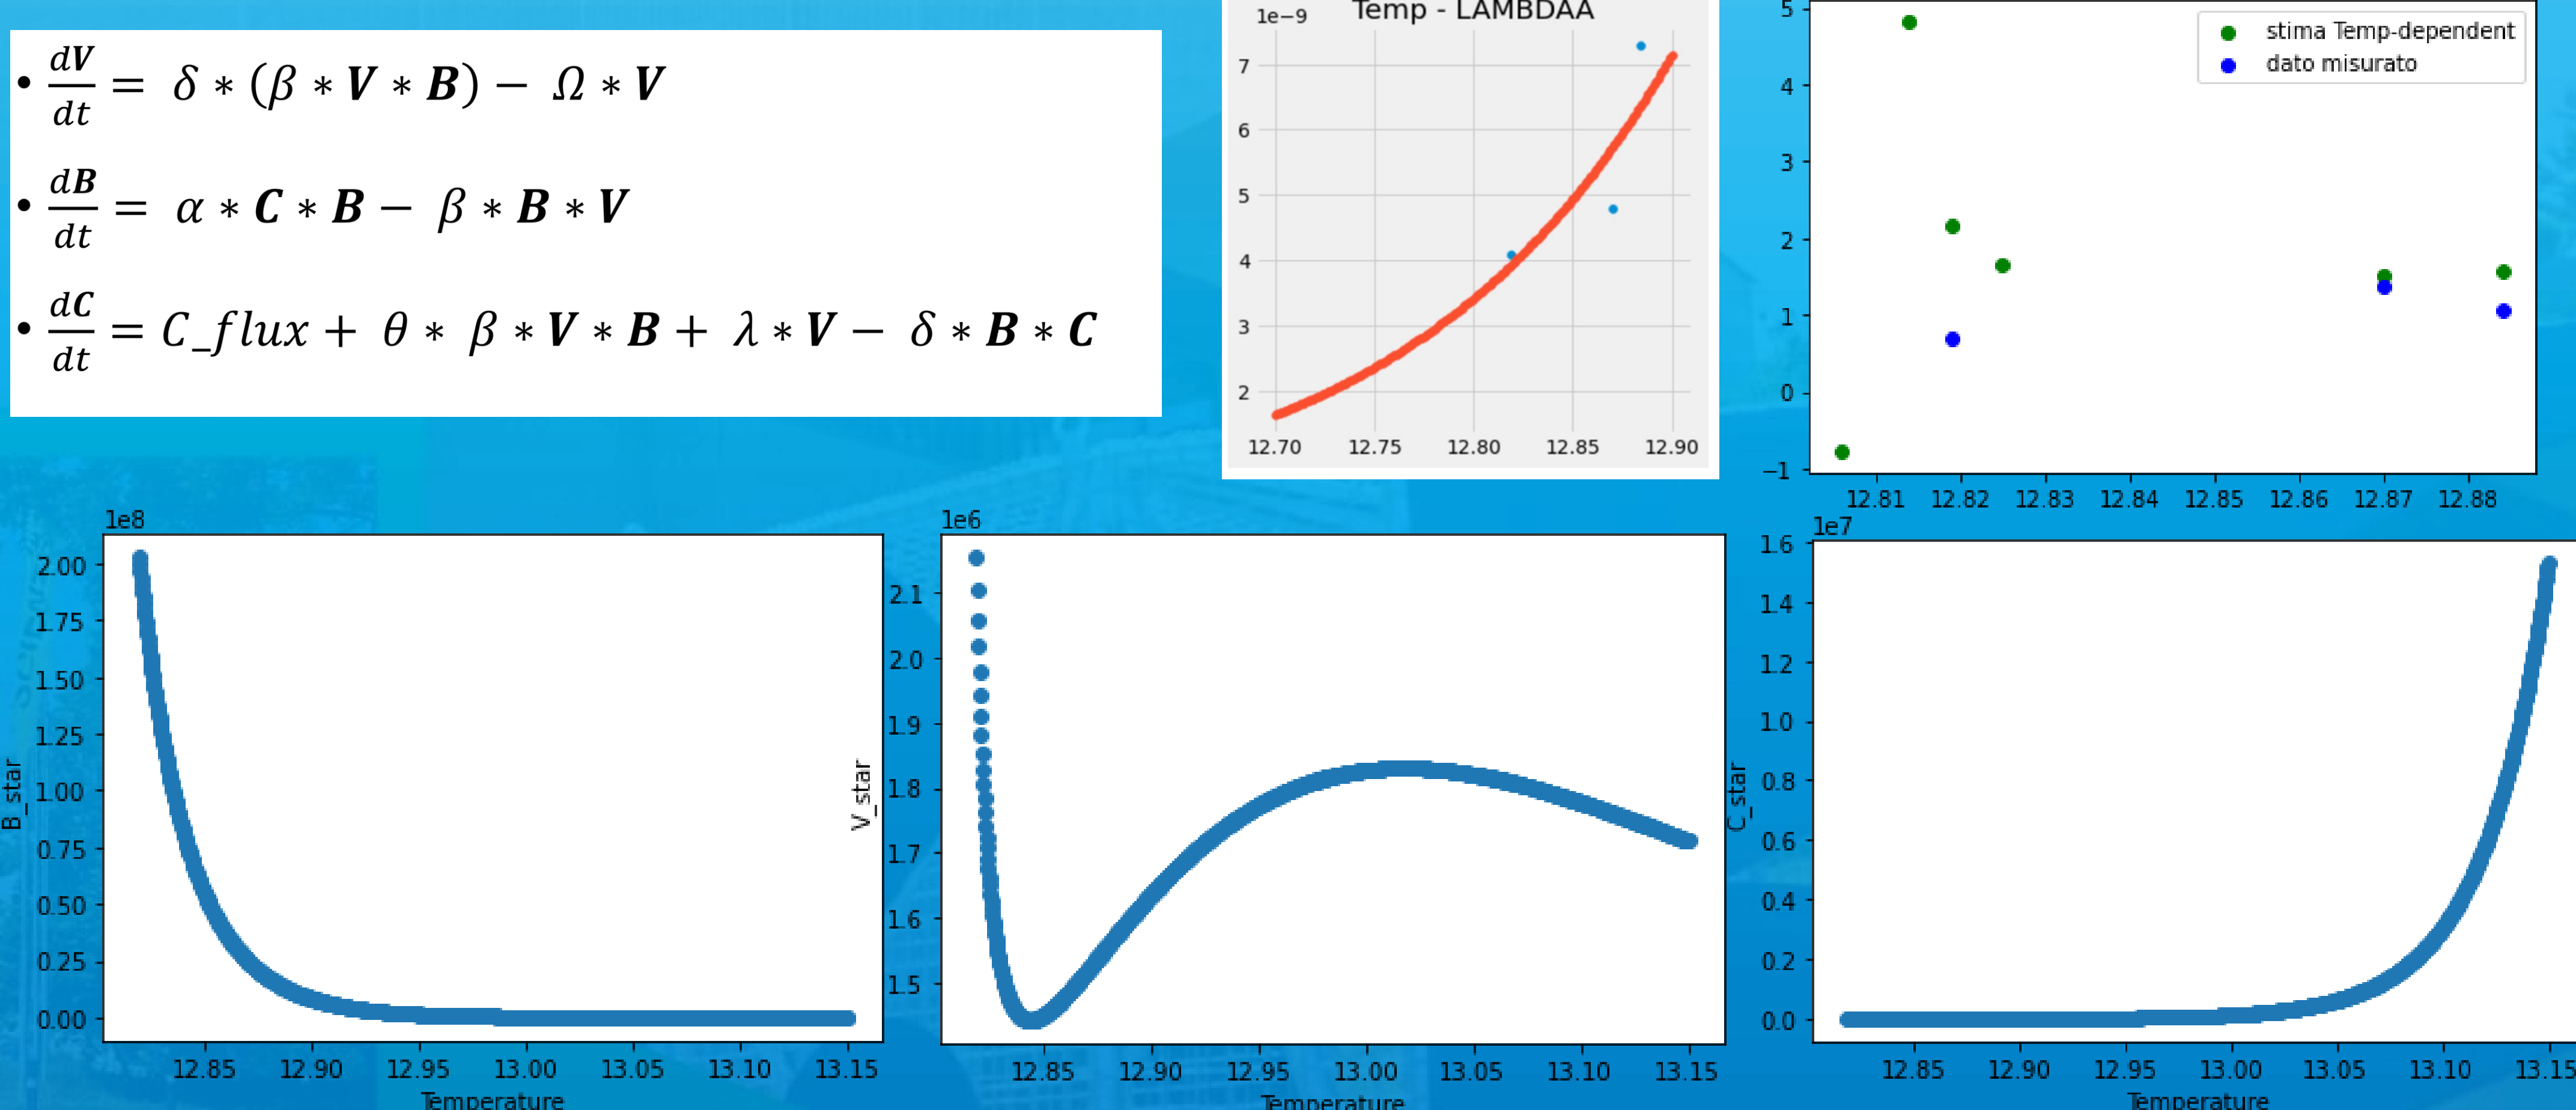 • dV/dt = δ ∗ (β ∗ V ∗ B) − Ω ∗ V
• dB/dt = α ∗ C ∗ B − β ∗ B ∗ V
• dC/dt = C_flux + θ ∗ β ∗ V ∗ B + λ ∗ V − δ ∗ B ∗ C
1e−9 Temp - LAMBDAA
7
6
5
4
3
2
12.70 12.75 12.80 12.85 12.90
stima Temp-dependent
dato misurato
5
4
3
2
1
0
−1
12.81 12.82 12.83 12.84 12.85 12.86 12.87 12.88
1e8
B_star
2.00
1.75
1.50
1.25
1.00
0.75
0.50
0.25
0.00
12.85 12.90 12.95 13.00 13.05 13.10 13.15
Temperature
1e6
V_star
2.1
2.0
1.9
1.8
1.7
1.6
1.5
12.85 12.90 12.95 13.00 13.05 13.10 13.15
Temperature
1e7
C_star
1.6
1.4
1.2
1.0
0.8
0.6
0.4
0.2
0.0
12.85 12.90 12.95 13.00 13.05 13.10 13.15
Temperature